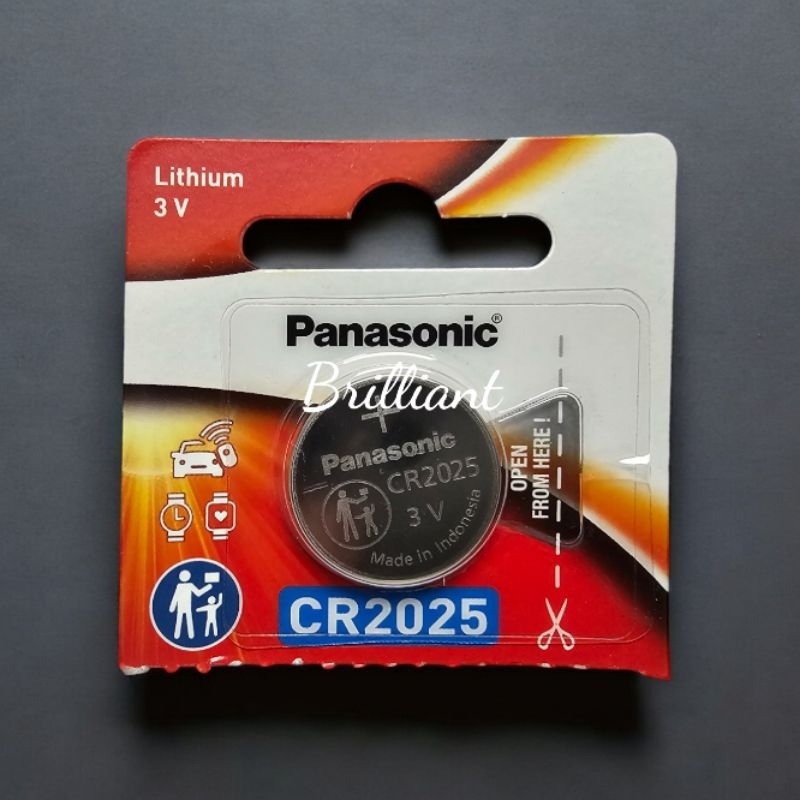 Lithium
3 V
Panasonic®
Brilliant
+
Panasonic
CR2025
3 V
Made in Indonesia
OPEN
FROM HERE!
CR2025